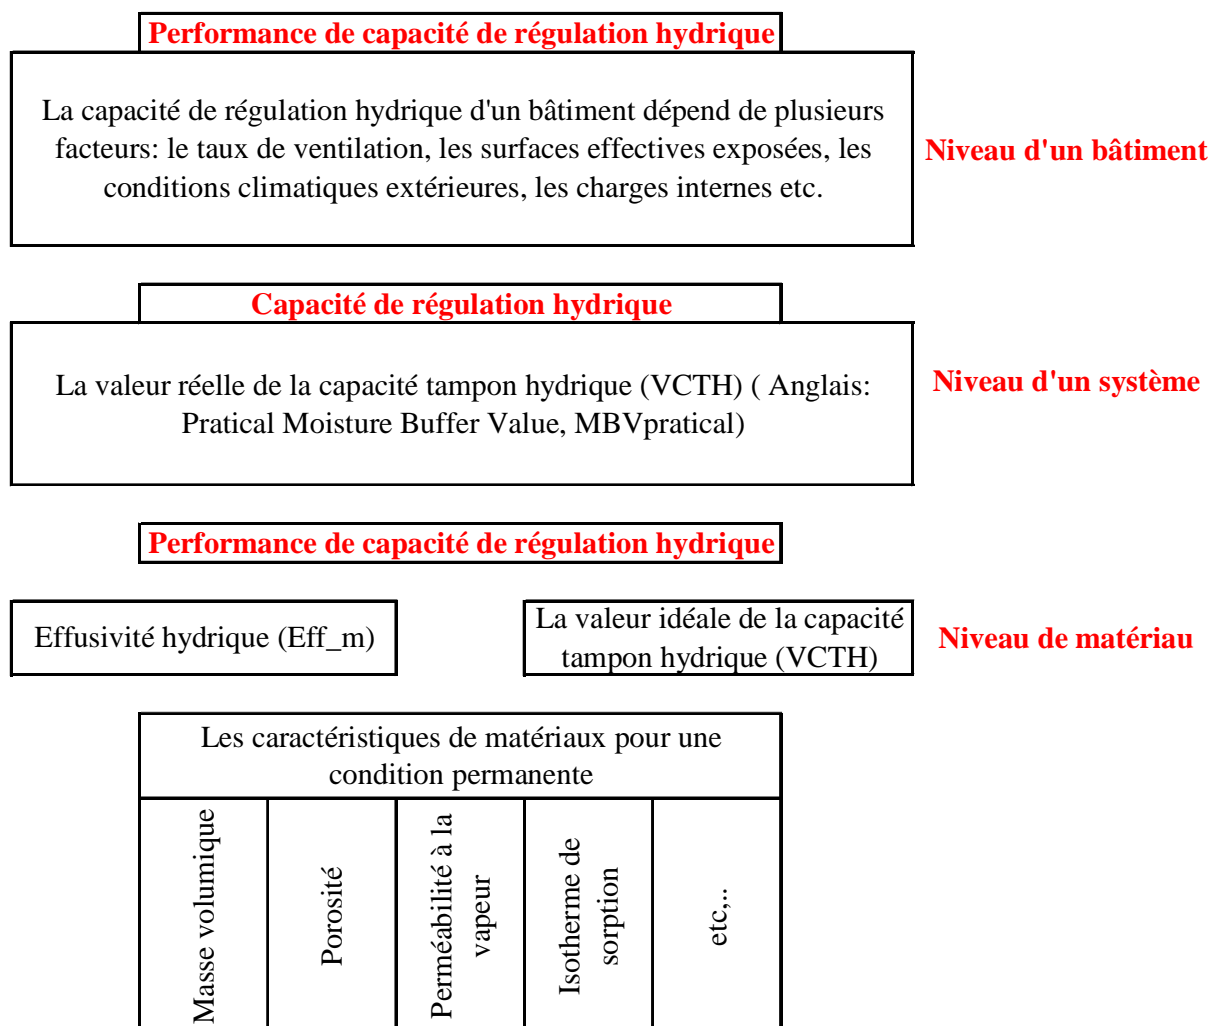 Performance de capacité de régulation hydrique
La capacité de régulation hydrique d'un bâtiment dépend de plusieurs
facteurs: le taux de ventilation, les surfaces effectives exposées, les
conditions climatiques extérieures, les charges internes etc.
Niveau d'un bâtiment
Capacité de régulation hydrique
La valeur réelle de la capacité tampon hydrique (VCTH) ( Anglais:
Pratical Moisture Buffer Value, MBVpratical)
Niveau d'un système
Performance de capacité de régulation hydrique
Effusivité hydrique (Eff_m)
La valeur idéale de la capacité
tampon hydrique (VCTH)
Niveau de matériau
Les caractéristiques de matériaux pour une
condition permanente
Masse volumique
Porosité
Perméabilité à la
vapeur
Isotherme de
sorption
etc,..